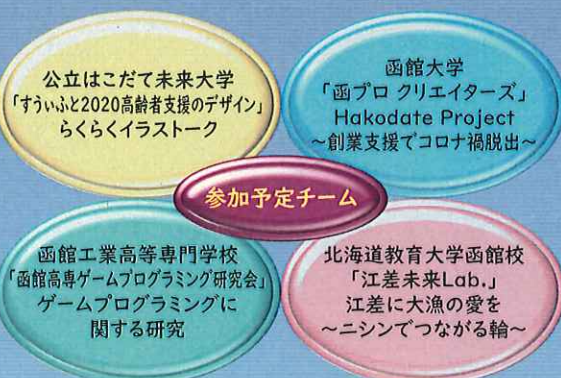 公立はこだて未来大学
「すうぃふと2020高齢者支援のデザイン」
らくらくイラストーク
函館大学
「函プロ クリエイターズ」
Hakodate Project
～創業支援でコロナ禍脱出～
参加予定チーム
函館工業高等専門学校
「函館高専ゲームプログラミング研究会」
ゲームプログラミングに
関する研究
北海道教育大学函館校
「江差未来Lab.」
江差に大漁の愛を
～ニシンでつながる輪～